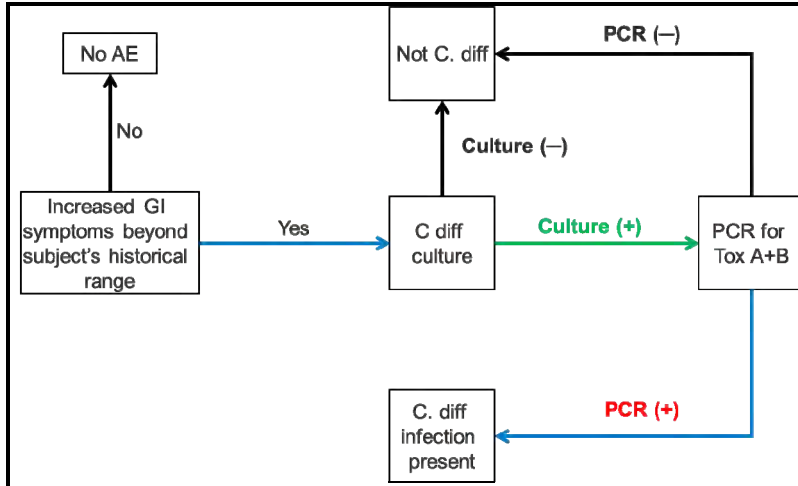 No AE
Not C. diff
PCR (—)
No
Culture (—)
Increased GI
symptoms beyond
subject's historical
range
Yes
C diff
culture
Culture (+)
PCR for
Tox A+B
C. diff
infection
present
PCR (+)